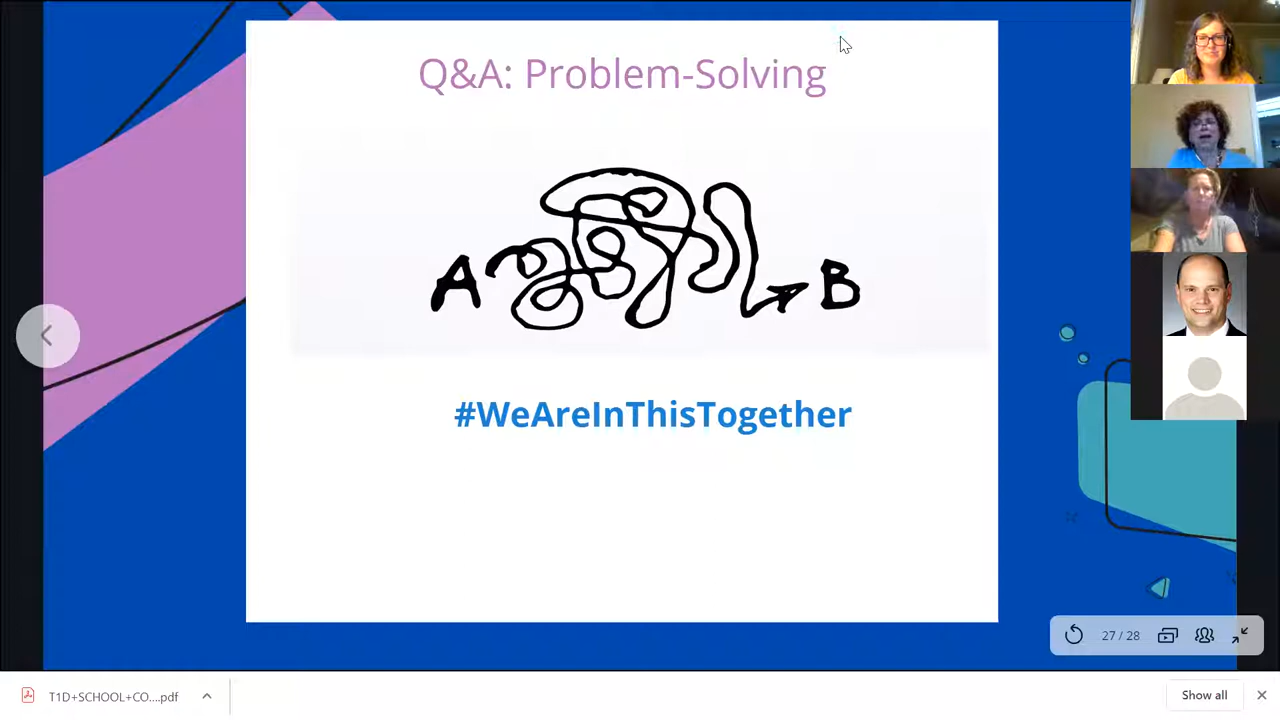 Q&A: Problem-Solving
A
B
#WeAreInThisTogether
27 / 28
T1D+SCHOOL+CO....pdf
Show all